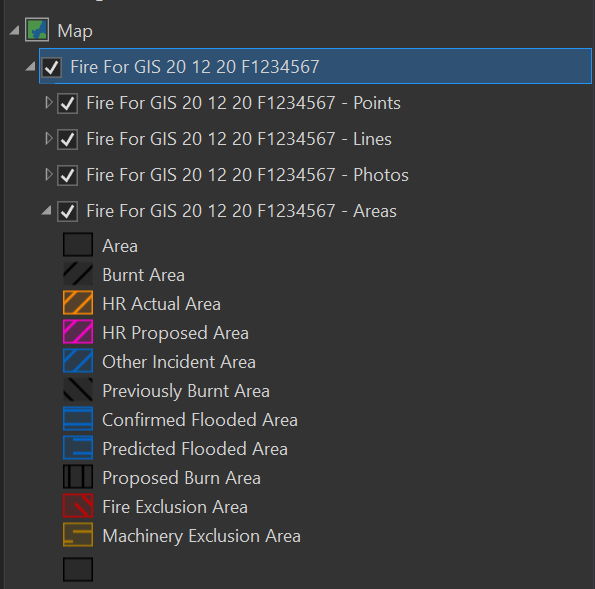 Map
Fire For GIS 20 12 20 F1234567
Fire For GIS 20 12 20 F1234567 - Points
Fire For GIS 20 12 20 F1234567 - Lines
Fire For GIS 20 12 20 F1234567 - Photos
Fire For GIS 20 12 20 F1234567 - Areas
Area
Burnt Area
HR Actual Area
HR Proposed Area
Other Incident Area
Previously Burnt Area
Confirmed Flooded Area
Predicted Flooded Area
Proposed Burn Area
Fire Exclusion Area
Machinery Exclusion Area